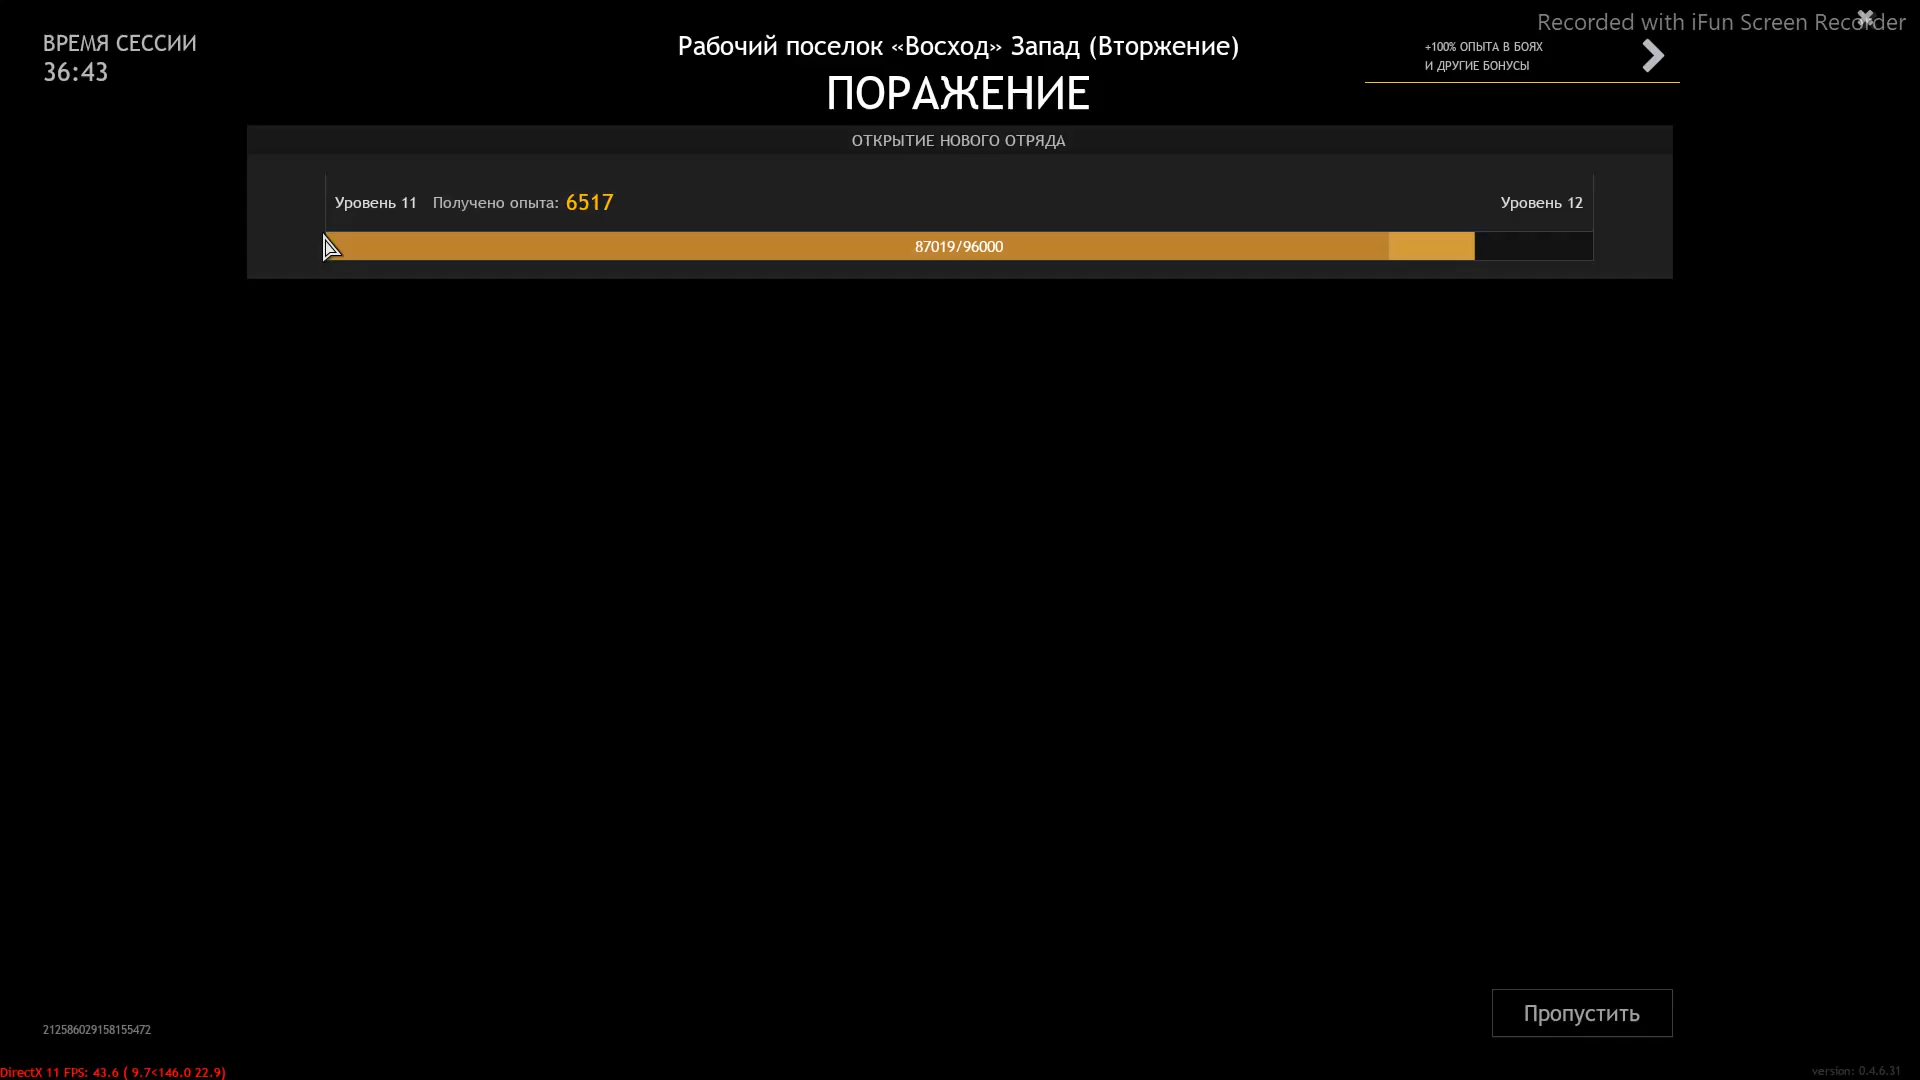 Recorded with iFun Screen Recorder
ВРЕМЯ СЕССИИ
36:43
Рабочий поселок «Восход» Запад (Вторжение)
ПОРАЖЕНИЕ
+100% ОПЫТА В БОЯХ
И ДРУГИЕ БОНУСЫ
ОТКРЫТИЕ НОВОГО ОТРЯДА
Уровень 11 Получено опыта: 6517 Уровень 12
87019/96000
Пропустить
212586029158155472
DirectX 11 FPS: 43.6 ( 9.7<146.0 22.9)
version: 0.4.6.31